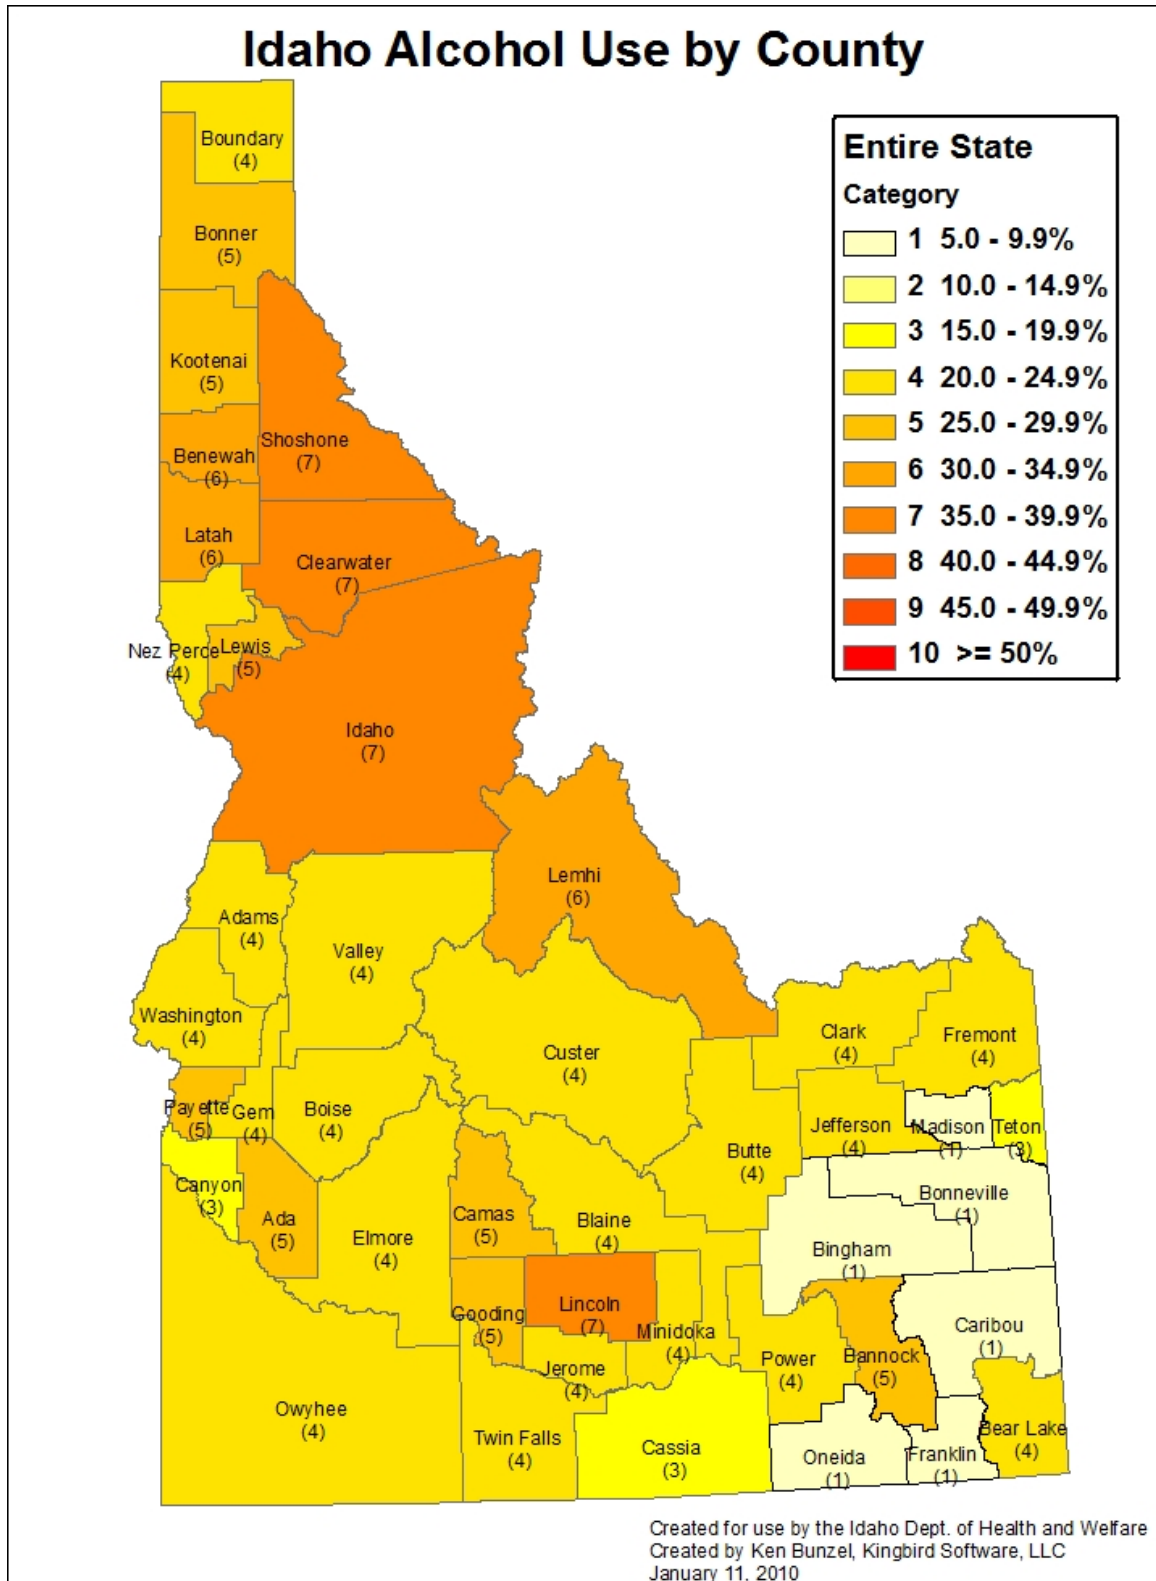 Idaho Alcohol Use by County
Entire State
Category
1 5.0 - 9.9%
2 10.0 - 14.9%
3 15.0 - 19.9%
4 20.0 - 24.9%
5 25.0 - 29.9%
6 30.0 - 34.9%
7 35.0 - 39.9%
8 40.0 - 44.9%
9 45.0 - 49.9%
10 >= 50%
Boundary
(4)
Bonner
(5)
Kootenai
(5)
Shoshone
(7)
Benewah
(6)
Latah
(6)
Clearwater
(7)
Nez Perce
(4)
Lewis
(5)
Idaho
(7)
Lemhi
(6)
Adams
(4)
Valley
(4)
Washington
(4)
Custer
(4)
Clark
(4)
Fremont
(4)
Payette
(5)
Gem
(4)
Boise
(4)
Jefferson
(4)
Madison
(1)
Teton
(3)
Butte
(4)
Canyon
(3)
Ada
(5)
Elmore
(4)
Camas
(5)
Blaine
(4)
Bonneville
(1)
Bingham
(1)
Gooding
(5)
Lincoln
(7)
Minidoka
(4)
Caribou
(1)
Jerome
(4)
Power
(4)
Bannock
(5)
Owyhee
(4)
Twin Falls
(4)
Cassia
(3)
Oneida
(1)
Franklin
(1)
Bear Lake
(4)
Created for use by the Idaho Dept. of Health and Welfare
Created by Ken Bunzel, Kingbird Software, LLC
January 11, 2010